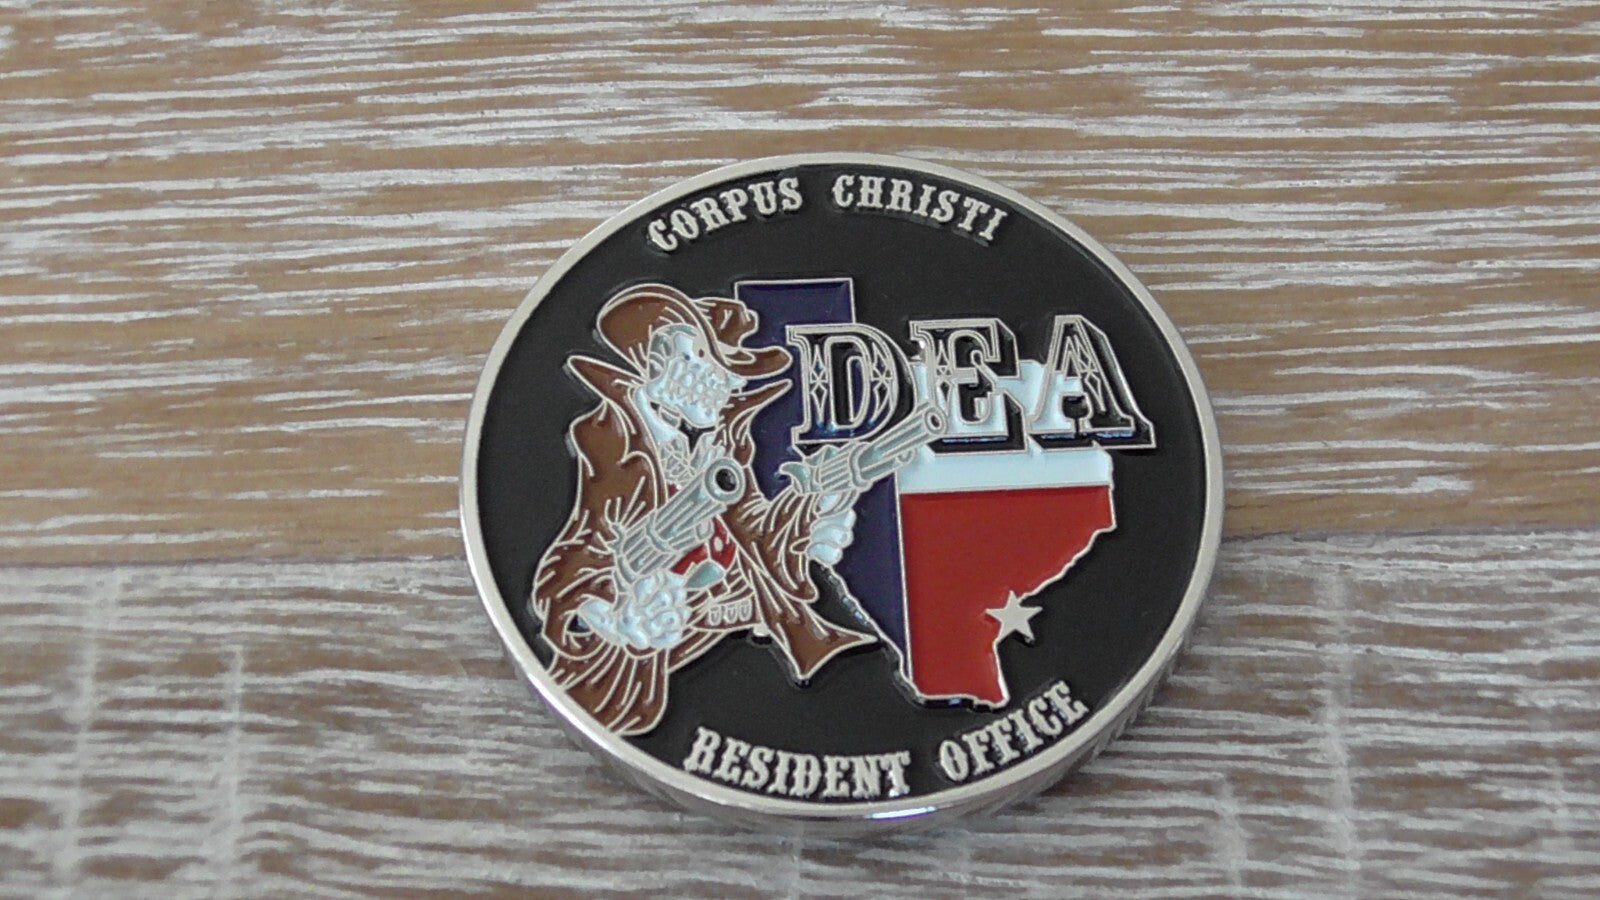 CORPUS CHRISTI
DEA
RESIDENT OFFICE